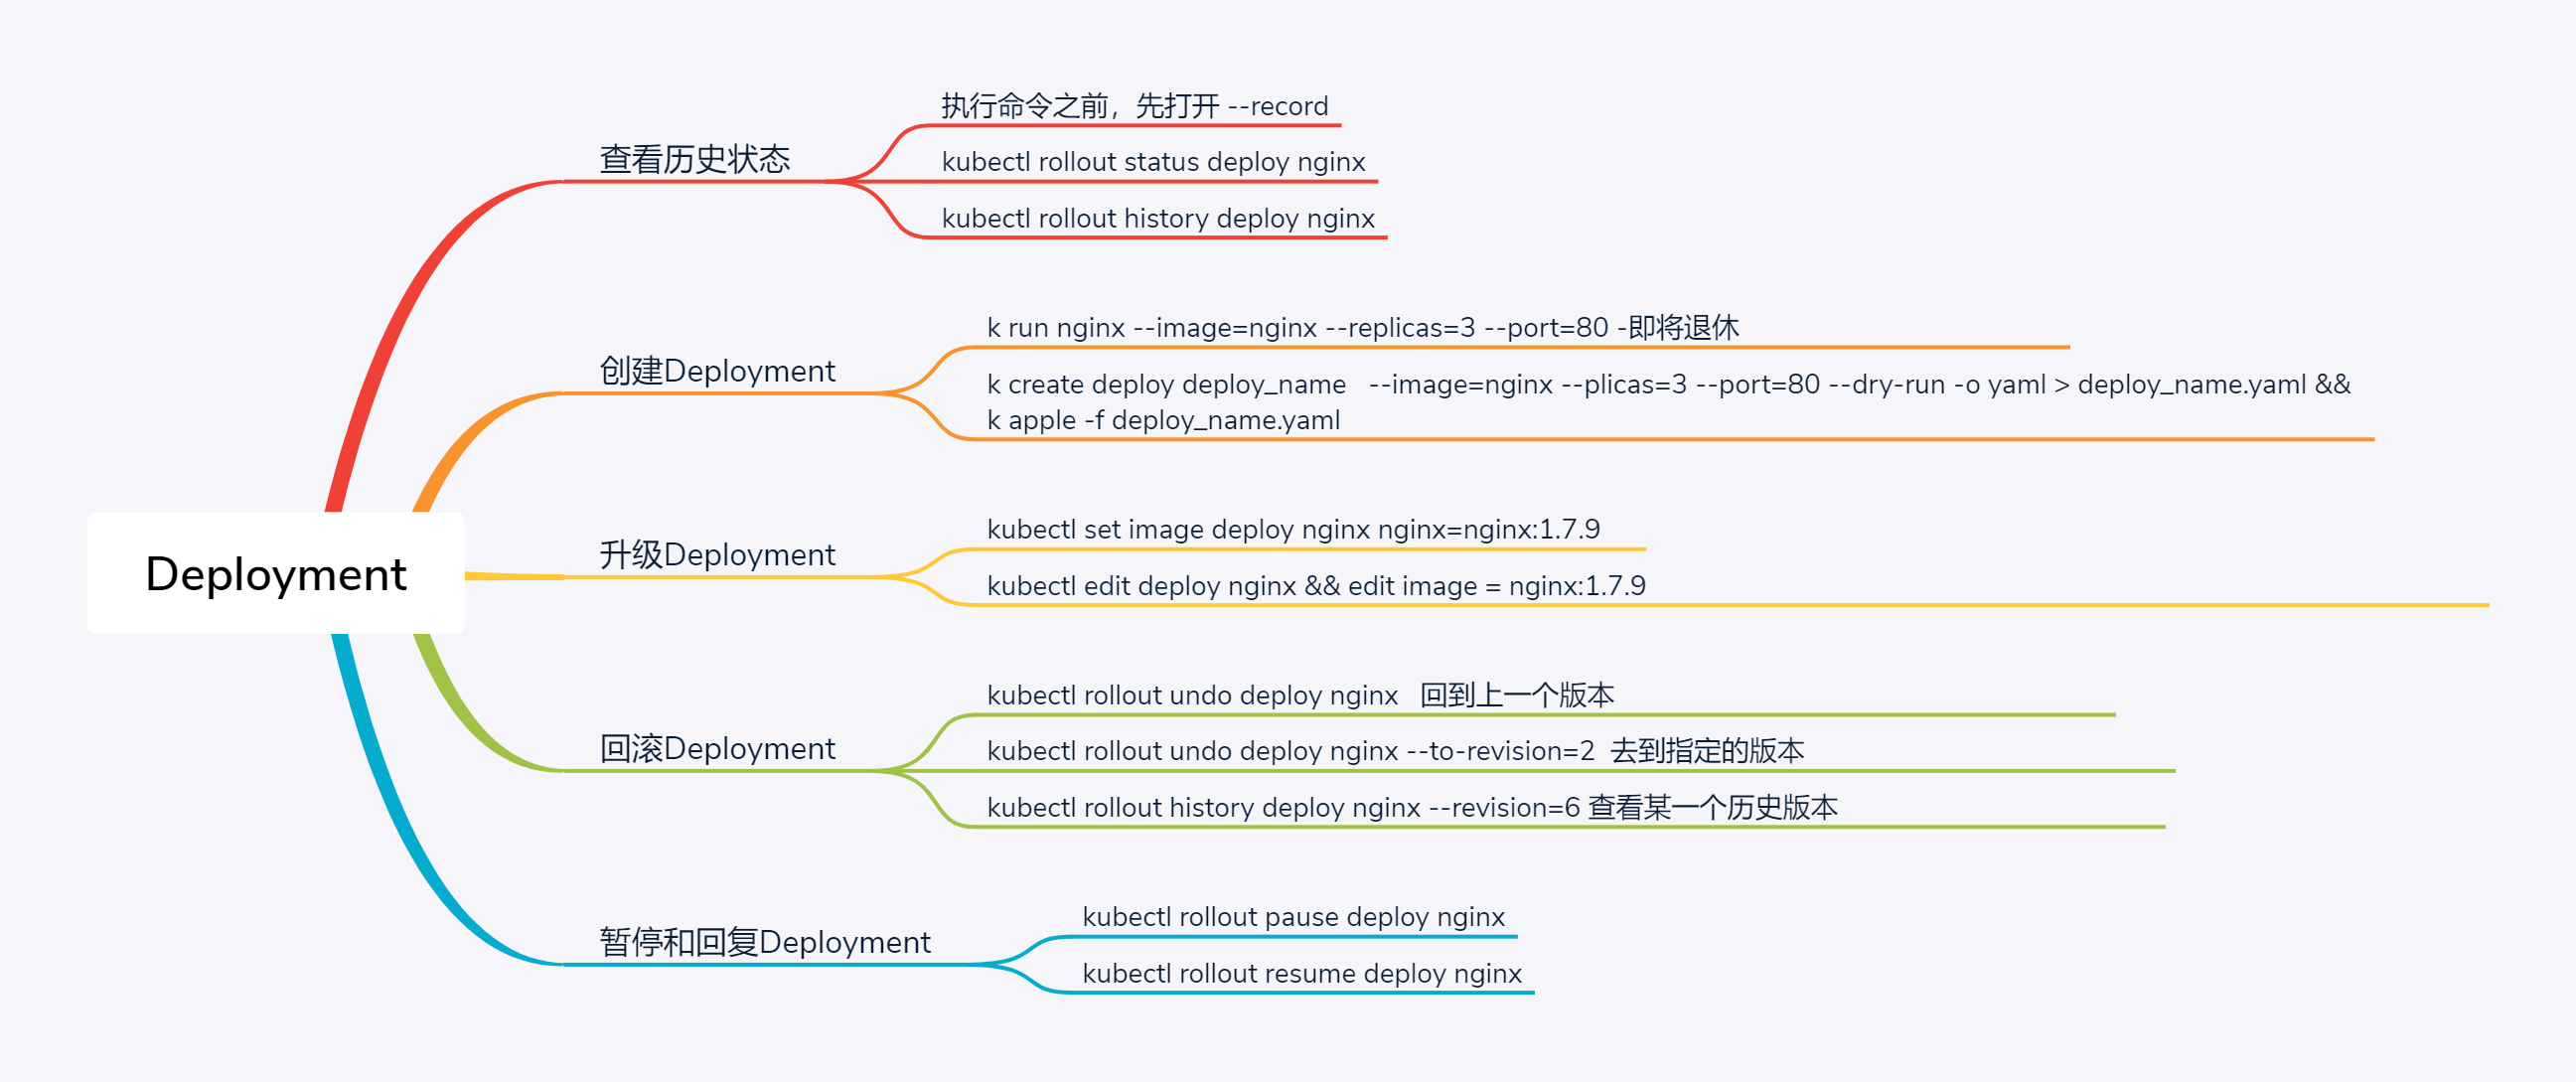 Deployment
查看历史状态
执行命令之前，先打开 --record
kubectl rollout status deploy nginx
kubectl rollout history deploy nginx
创建Deployment
k run nginx --image=nginx --replicas=3 --port=80 -即将退休
k create deploy deploy_name   --image=nginx --plicas=3 --port=80 --dry-run -o yaml > deploy_name.yaml &&
k apple -f deploy_name.yaml
升级Deployment
kubectl set image deploy nginx nginx=nginx:1.7.9
kubectl edit deploy nginx && edit image = nginx:1.7.9
回滚Deployment
kubectl rollout undo deploy nginx   回到上一个版本
kubectl rollout undo deploy nginx --to-revision=2  去到指定的版本
kubectl rollout history deploy nginx --revision=6 查看某一个历史版本
暂停和回复Deployment
kubectl rollout pause deploy nginx
kubectl rollout resume deploy nginx